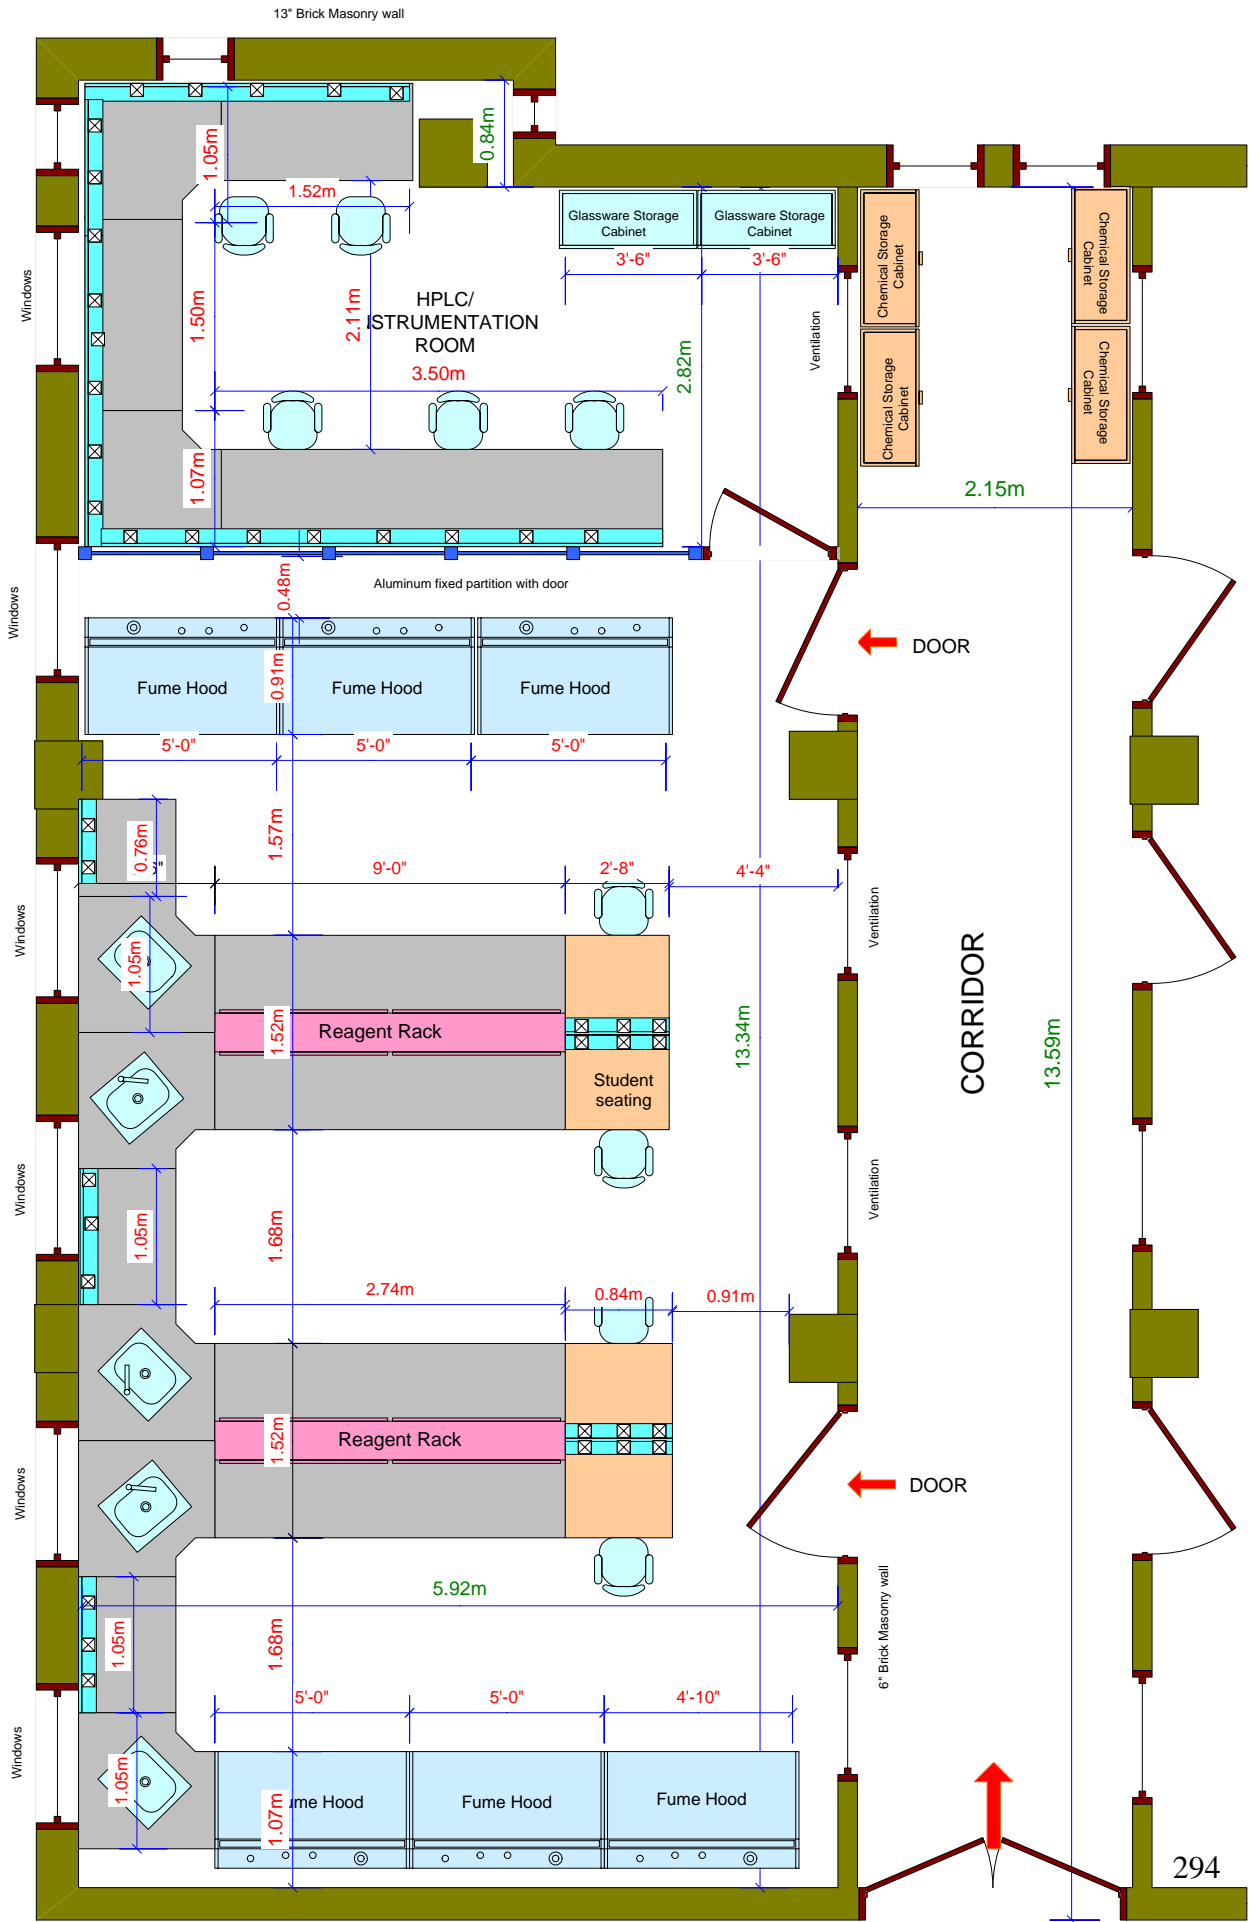 13" Brick Masonry wall
0.84m
1.05m
1.52m
Glassware Storage
Cabinet
Glassware Storage
Cabinet
Chemical Storage
Cabinet
Chemical Storage
Cabinet
3'-6"
3'-6"
Windows
HPLC/
STRUMENTATION
ROOM
1.50m
2.11m
2.82m
Ventilation
3.50m
Chemical Storage
Cabinet
Chemical Storage
Cabinet
1.07m
2.15m
Aluminum fixed partition with door
0.48m
Windows
DOOR
Fume Hood
0.91m
Fume Hood
Fume Hood
5'-0"
5'-0"
5'-0"
1.57m
0.76m
9'-0"
2'-8"
4'-4"
Windows
Ventilation
1.05m
1.52m
Reagent Rack
13.34m
CORRIDOR
13.59m
Student
seating
Windows
1.05m
1.68m
Ventilation
2.74m
0.84m
0.91m
1.52m
Reagent Rack
Windows
DOOR
5.92m
1.05m
1.68m
6" Brick Masonry wall
5'-0"
5'-0"
4'-10"
Windows
1.05m
1.07m
me Hood
Fume Hood
Fume Hood
294